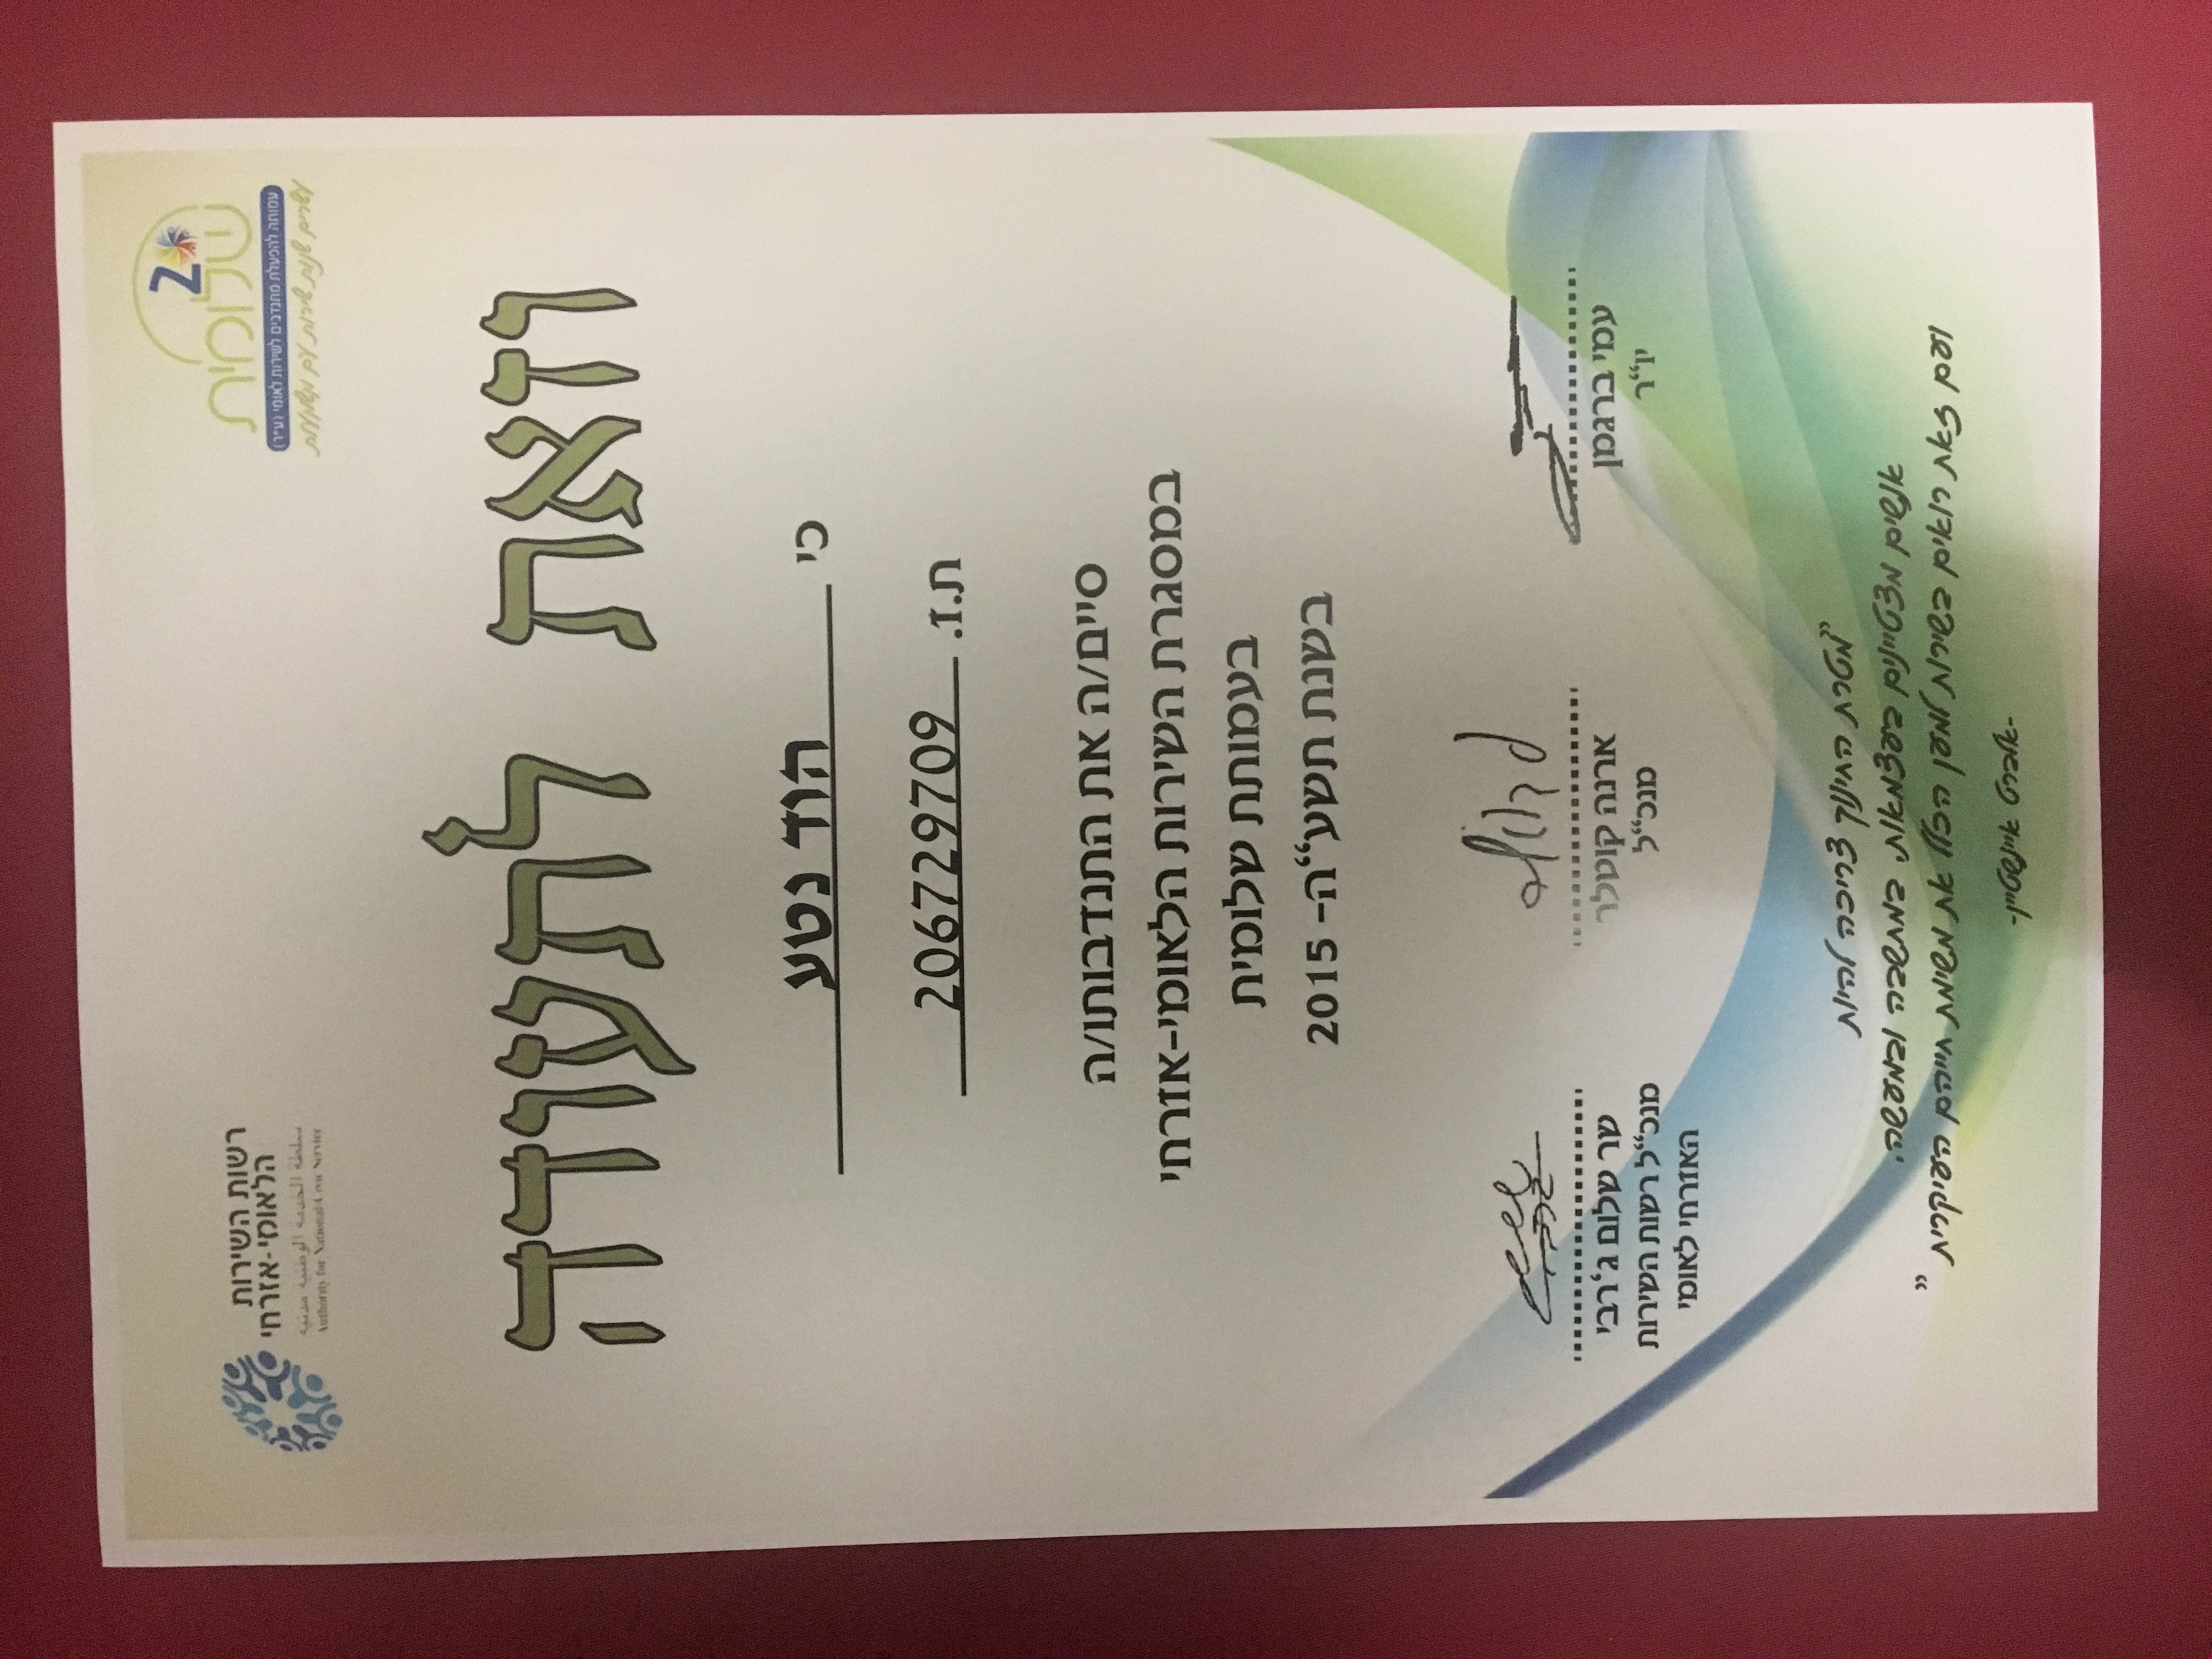 רשות השירות
הלאומי-אזרחי
سلطة الخدمة الوطنية مدنية
Authority for National-Civic Service
20
שלומית
עמותה להפעלת מתנדבים לשירות לאומי (ע״ר)
עשרים שנות שירות עם משמעות
וזאת לתעודה
כי הוד נטע
ת.ז. 206729709
סיים/ה את התנדבותו/ה
במסגרת השירות הלאומי-אזרחי
בעמותת שלומית
בשנת תשע״ה- 2015
עמי ברגמן
יו״ר
ארנה קוטלר
מנכ״ל
שר שלום ג׳רבי
מנכ״ל רשות השירות
האזרחי לאומי
"מטרת החינוך צריכה להיות
אנשים מצטיינים בעצמאות, במחשבה ובמעשה,
ועם זאת רואים בשירות למען הכלל את משימת חייהם העיקרית"
-אלברט איינשטיין-